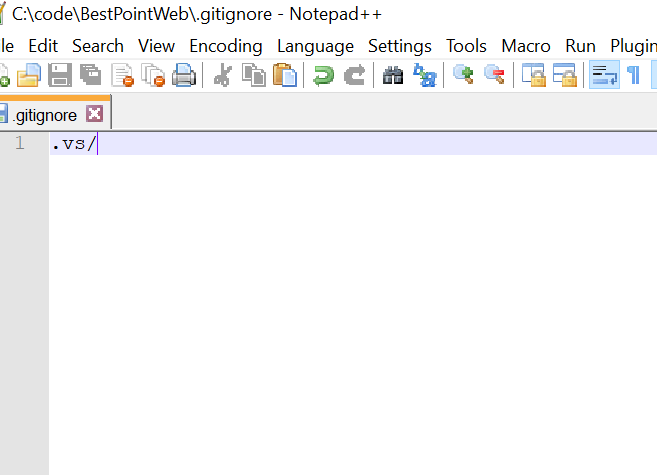 C:\code\BestPointWeb\.gitignore - Notepad++
le Edit Search View Encoding Language Settings Tools Macro Run Plugin
.gitignore
1 .vs/